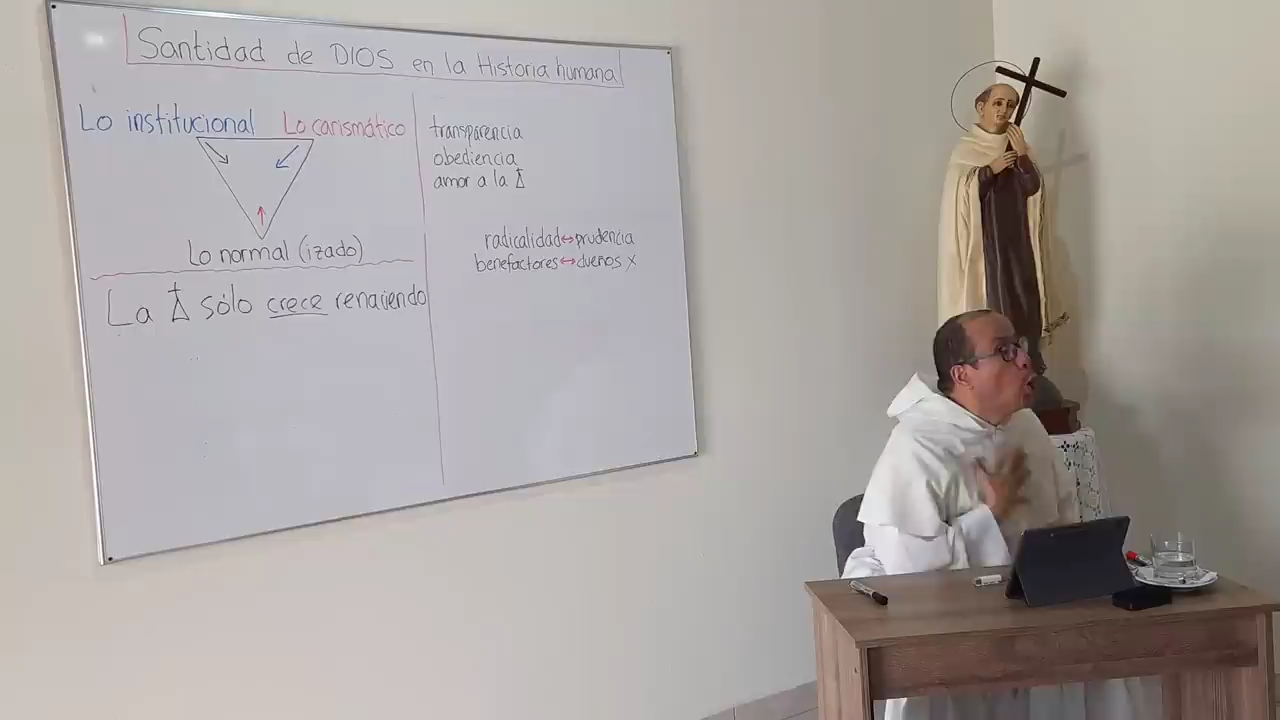 Santidad de DIOS en la Historia humana
Lo institucional
Lo carismático
Lo normal (izado)
La sólo crece renaciendo
transparencia
obediencia
amor a la
radicalidad ↔ prudencia
benefactores ↔ dueños x